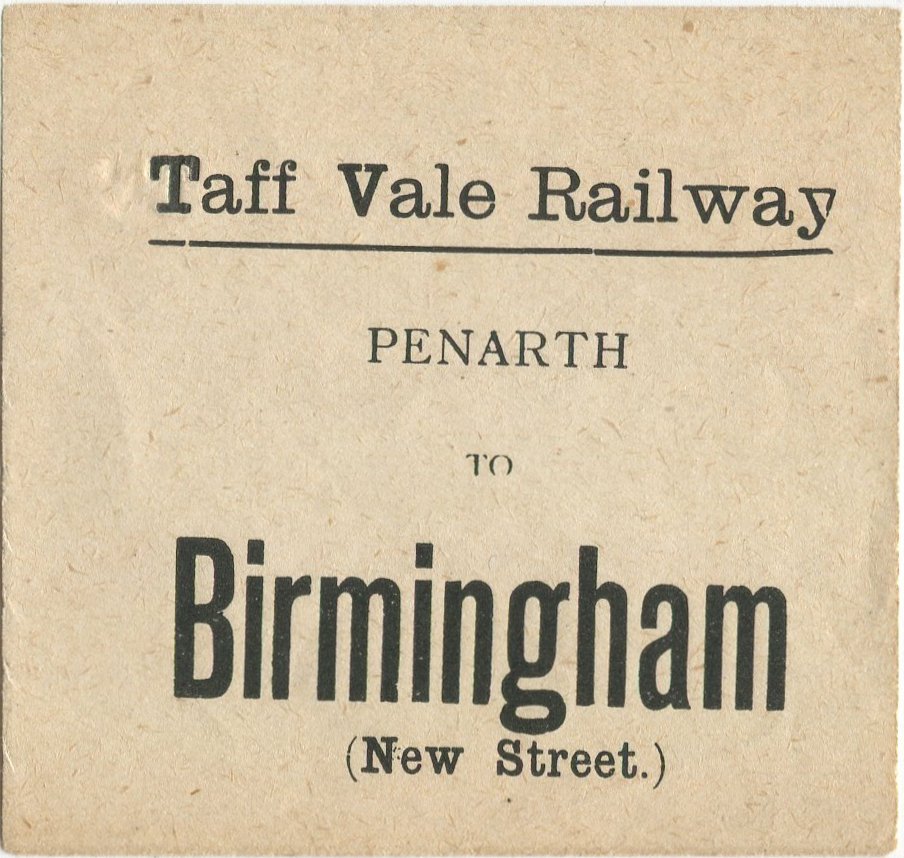 Taff Vale Railway
PENARTH
TO
Birmingham
(New Street.)